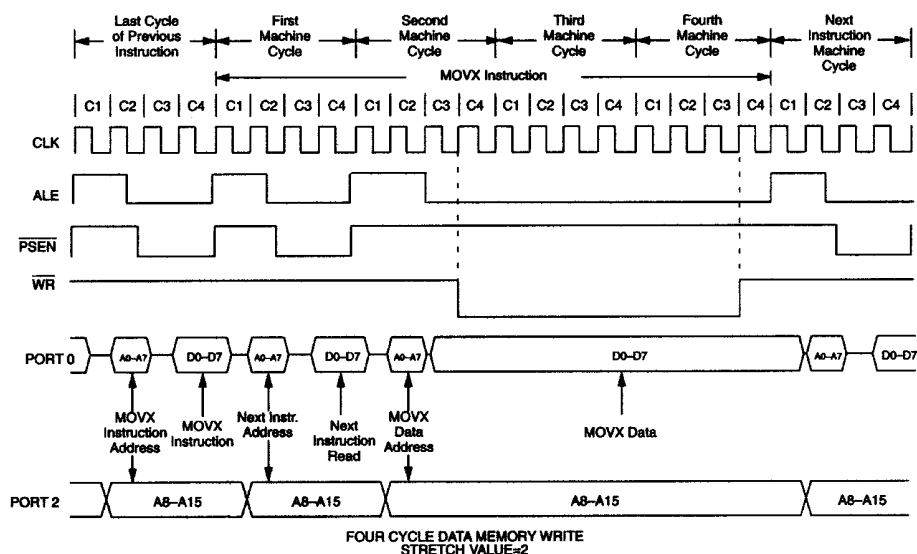 Last Cycle
of Previous
Instruction
First
Machine
Cycle
Second
Machine
Cycle
Third
Machine
Cycle
Fourth
Machine
Cycle
Next
Instruction
Machine
Cycle
MOVX Instruction
C1 C2 C3 C4 C1 C2 C3 C4 C1 C2 C3 C4 C1 C2 C3 C4 C1 C2 C3 C4 C1 C2 C3 C4
CLK
ALE
PSEN
WR
PORT 0
A0–A7 D0–D7 A0–A7 D0–D7 A0–A7 D0–D7 A0–A7 D0–D7
MOVX
Instruction
Address
MOVX
Instruction
Next Instr.
Address
Next
Instruction
Read
MOVX
Data
Address
MOVX Data
PORT 2
A8–A15 A8–A15 A8–A15 A8–A15
FOUR CYCLE DATA MEMORY WRITE
STRETCH VALUE=2